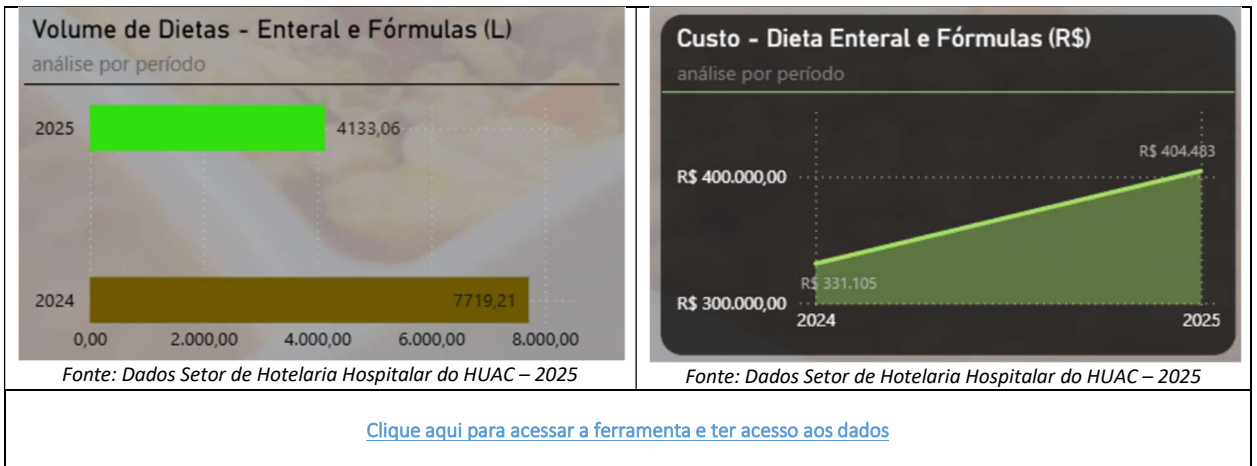 Volume de Dietas - Enteral e Fórmulas (L)
análise por período
2025
4133,06
2024
7719,21
0,00 2.000,00 4.000,00 6.000,00 8.000,00
Fonte: Dados Setor de Hotelaria Hospitalar do HUAC – 2025
Custo - Dieta Enteral e Fórmulas (R$)
análise por período
R$ 404.483
R$ 400.000,00
R$ 331.105
R$ 300.000,00
2024 2025
Fonte: Dados Setor de Hotelaria Hospitalar do HUAC – 2025
Clique aqui para acessar a ferramenta e ter acesso aos dados